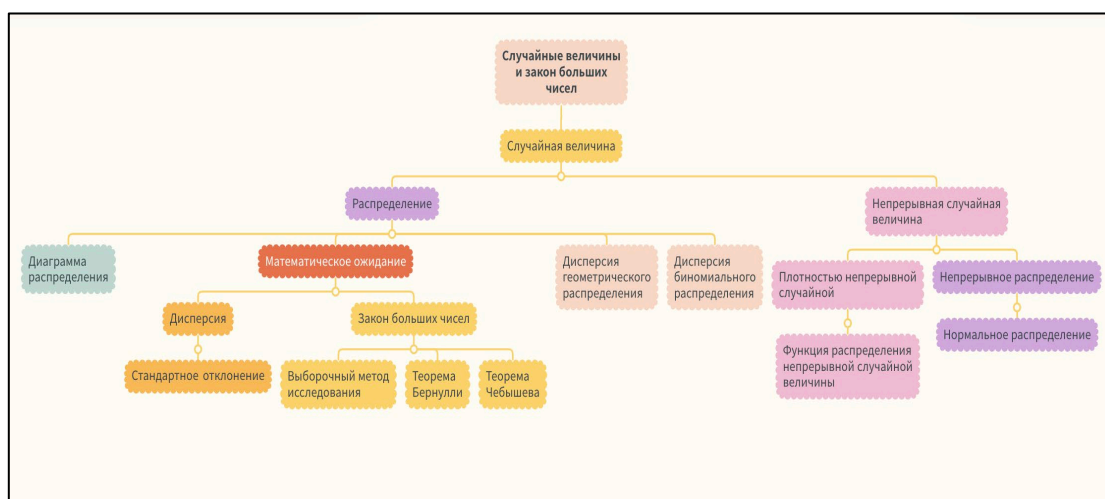 Случайные величины
и закон больших
чисел
Случайная величина
Распределение
Непрерывная случайная
величина
Диаграмма
распределения
Математическое ожидание
Дисперсия
геометрического
распределения
Дисперсия
биномиального
распределения
Плотностью непрерывной
случайной
Непрерывное распределение
Дисперсия
Закон больших чисел
Нормальное распределение
Стандартное отклонение
Выборочный метод
исследования
Теорема
Бернулли
Теорема
Чебышева
Функция распределения
непрерывной случайной
величины